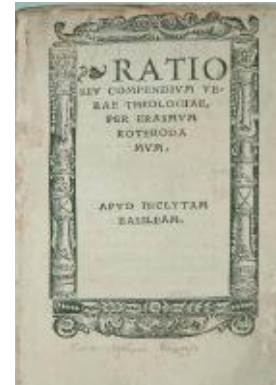 RATIO
SEV COMPENDIVM VE-
RAE THEOLOGIAE,
PER ERASMVM
ROTERODA
MVM.
APVD INCLYTAM
BASILEAM.